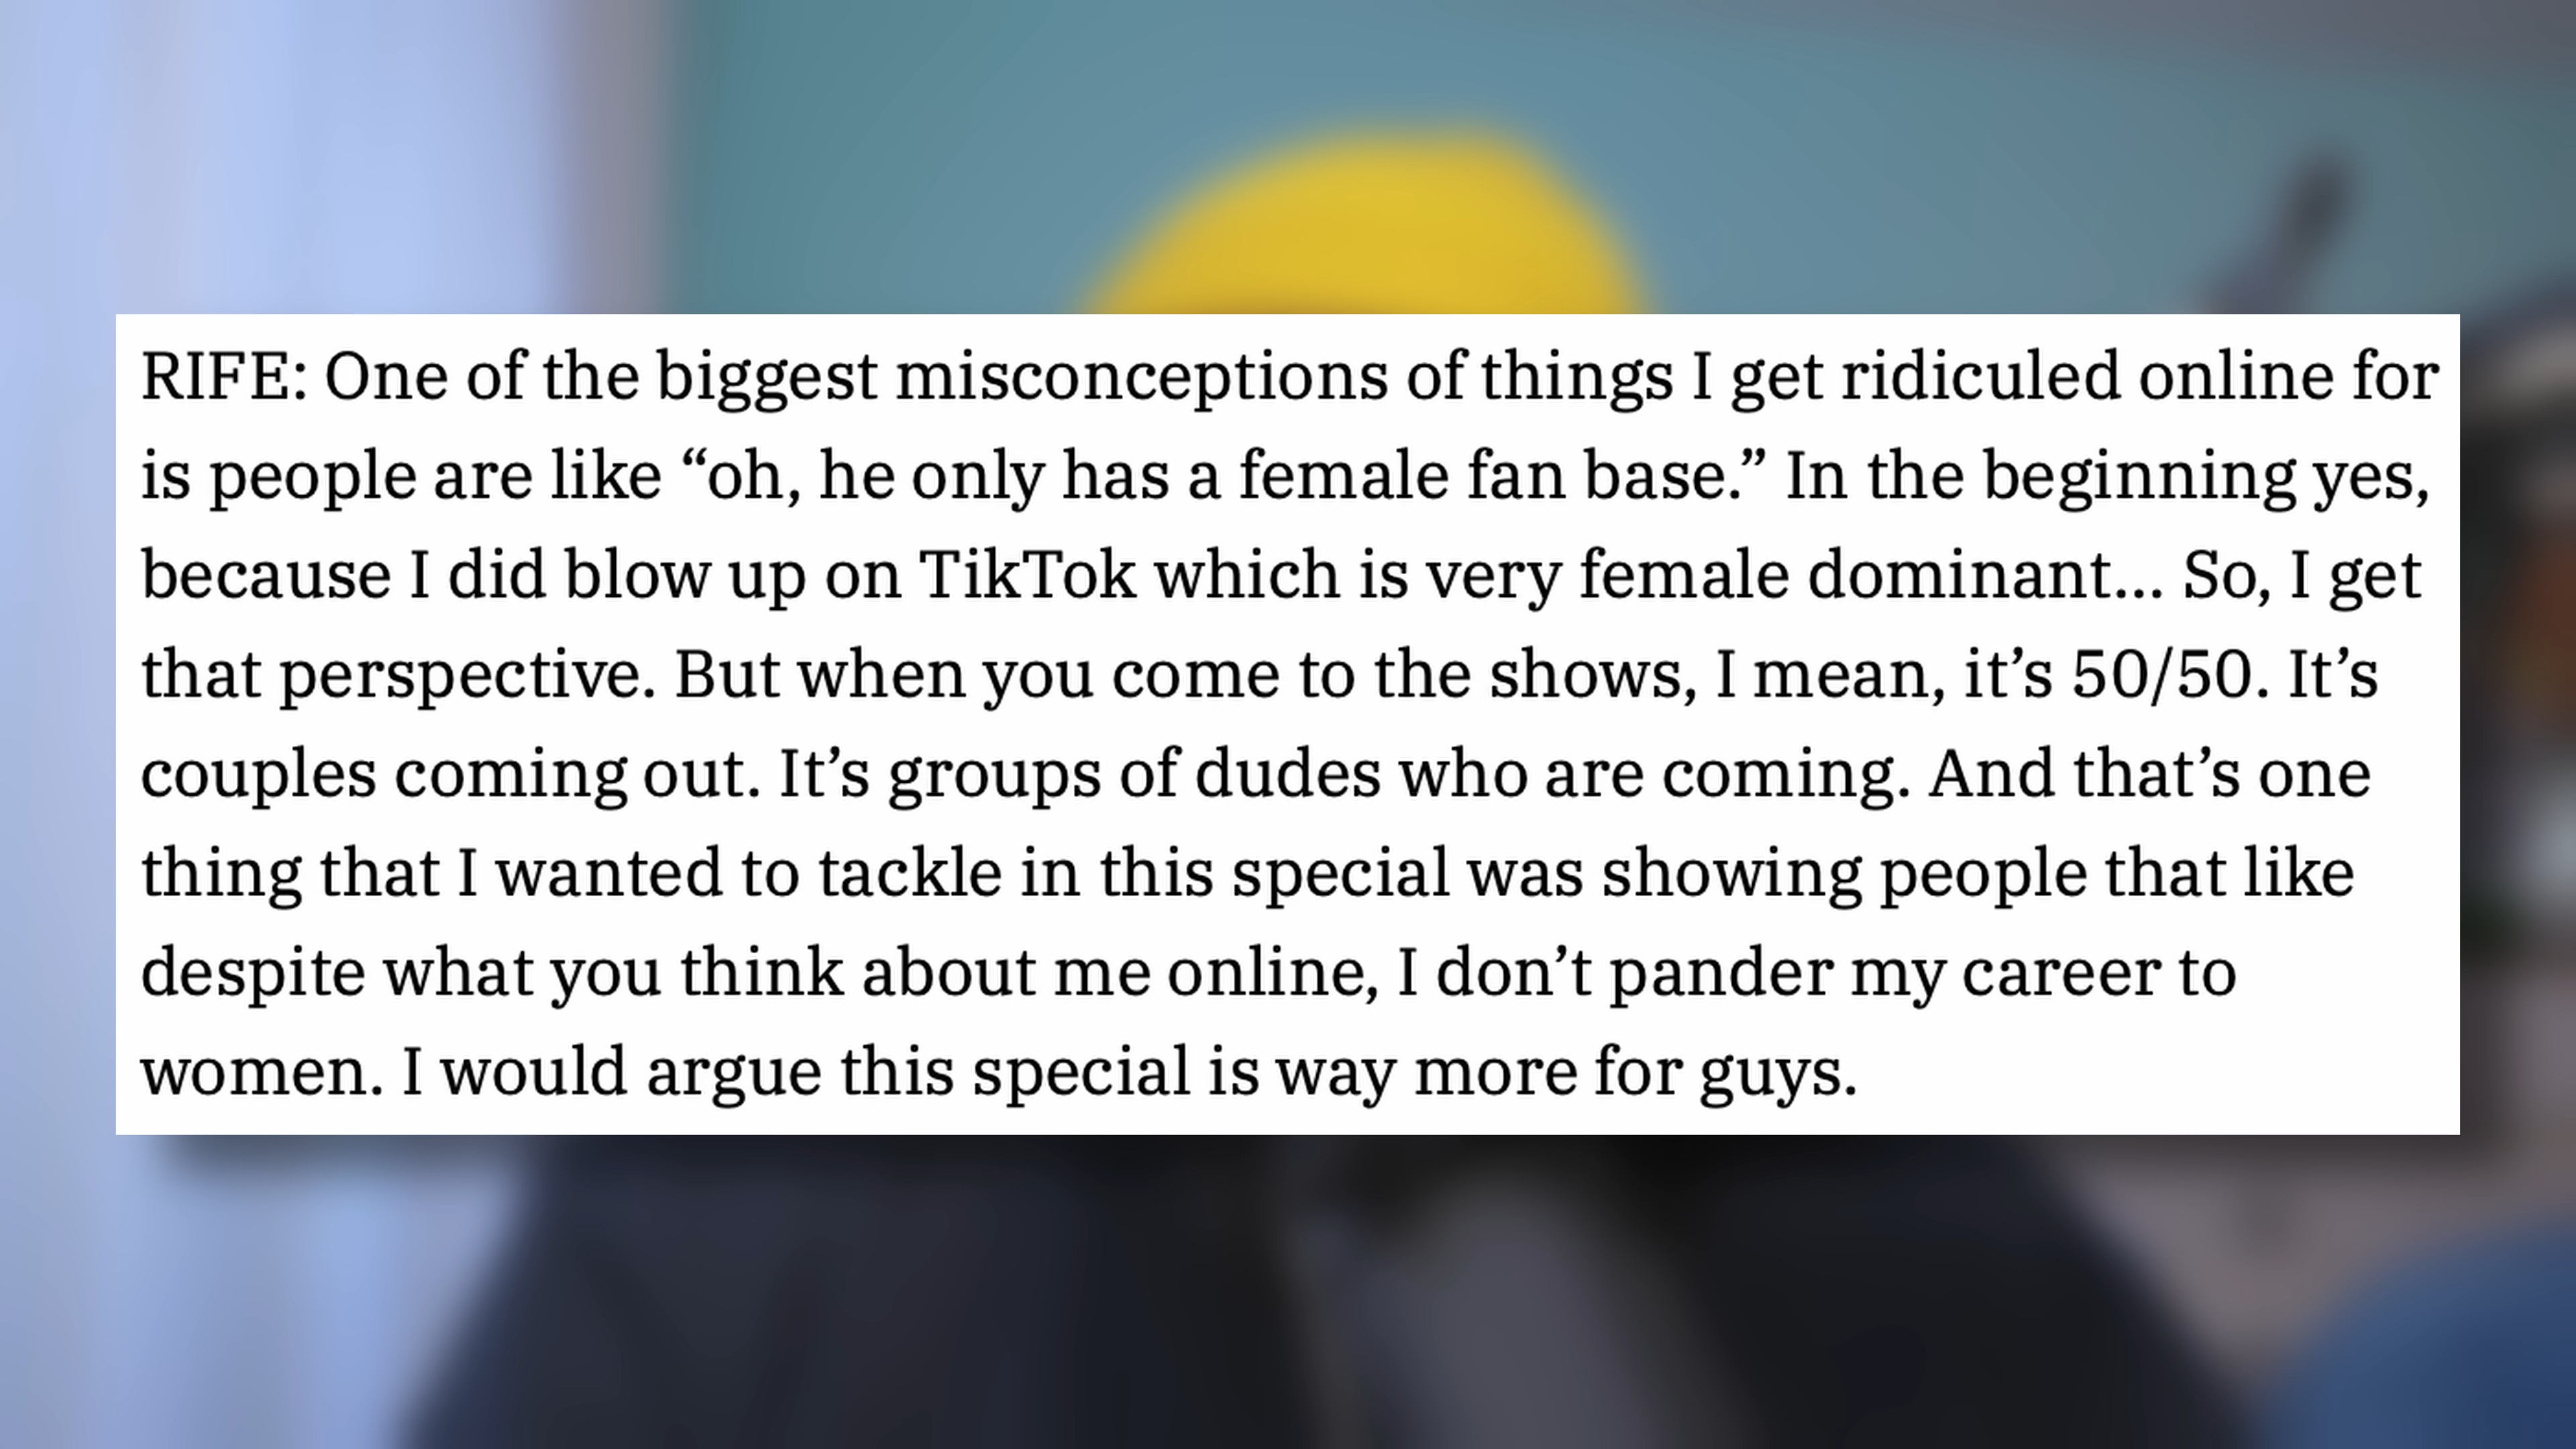 RIFE: One of the biggest misconceptions of things I get ridiculed online for
is people are like “oh, he only has a female fan base.” In the beginning yes,
because I did blow up on TikTok which is very female dominant... So, I get
that perspective. But when you come to the shows, I mean, it’s 50/50. It’s
couples coming out. It’s groups of dudes who are coming. And that’s one
thing that I wanted to tackle in this special was showing people that like
despite what you think about me online, I don’t pander my career to
women. I would argue this special is way more for guys.